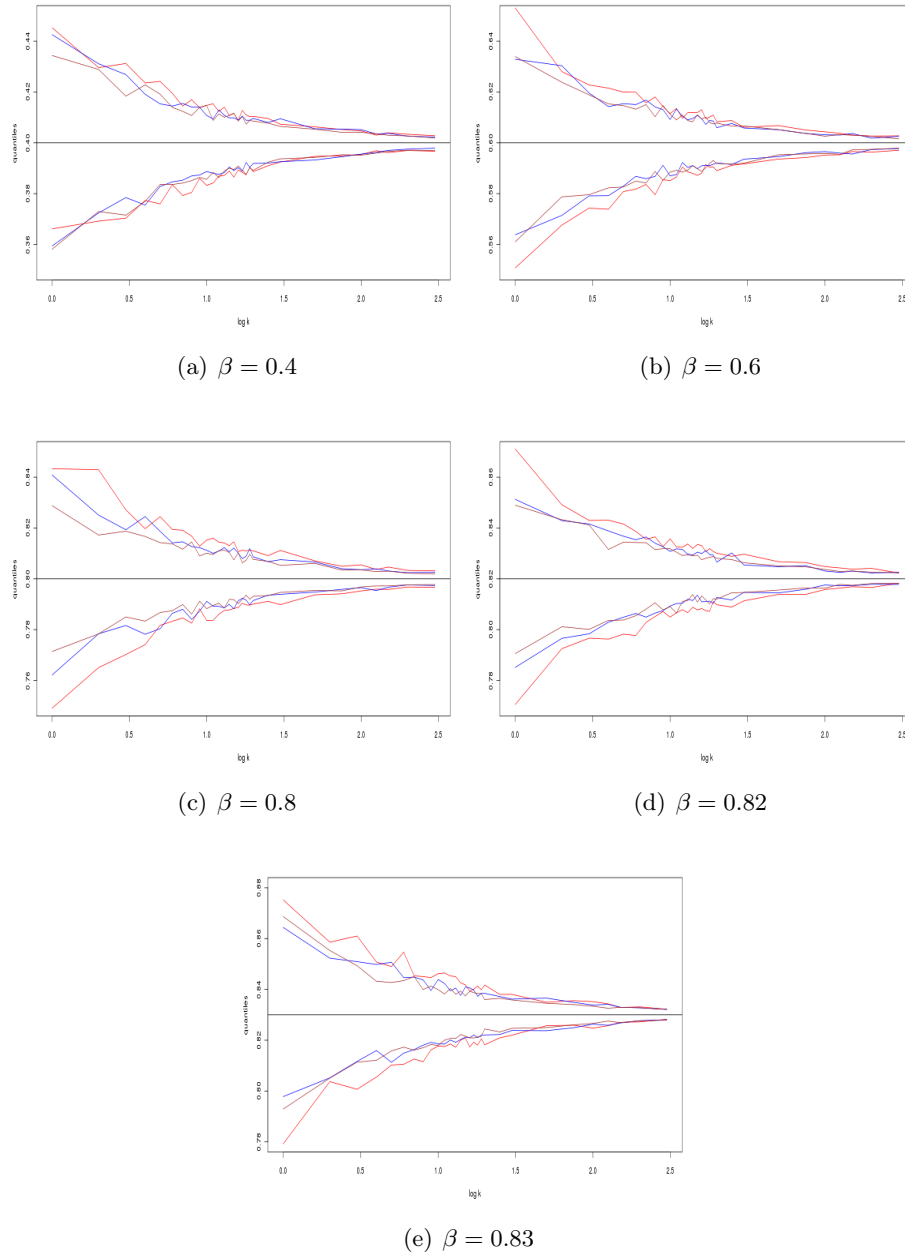 quantiles
0.36 0.38 0.40 0.42 0.44
0.0 0.5 1.0 1.5 2.0 2.5
log k
(a) β = 0.4
quantiles
0.56 0.58 0.60 0.62 0.64
0.0 0.5 1.0 1.5 2.0 2.5
log k
(b) β = 0.6
quantiles
0.76 0.78 0.80 0.82 0.84
0.0 0.5 1.0 1.5 2.0 2.5
log k
(c) β = 0.8
quantiles
0.78 0.80 0.82 0.84 0.86
0.0 0.5 1.0 1.5 2.0 2.5
log k
(d) β = 0.82
quantiles
0.78 0.80 0.82 0.84 0.86 0.88
0.0 0.5 1.0 1.5 2.0 2.5
log k
(e) β = 0.83